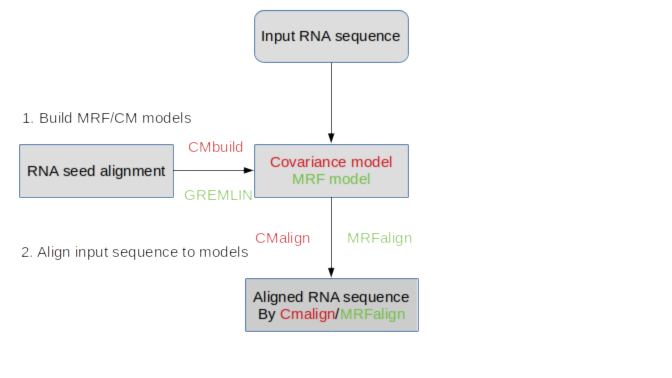 Input RNA sequence
1. Build MRF/CM models
CMbuild
RNA seed alignment
Covariance model
MRF model
GREMLIN
CMalign
MRFalign
2. Align input sequence to models
Aligned RNA sequence
By Cmalign/MRFalign